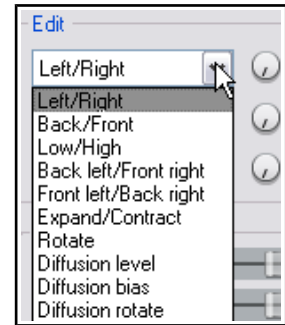 Edit
Left/Right
Left/Right
Back/Front
Low/High
Back left/Front right
Front left/Back right
Expand/Contract
Rotate
Diffusion level
Diffusion bias
Diffusion rotate